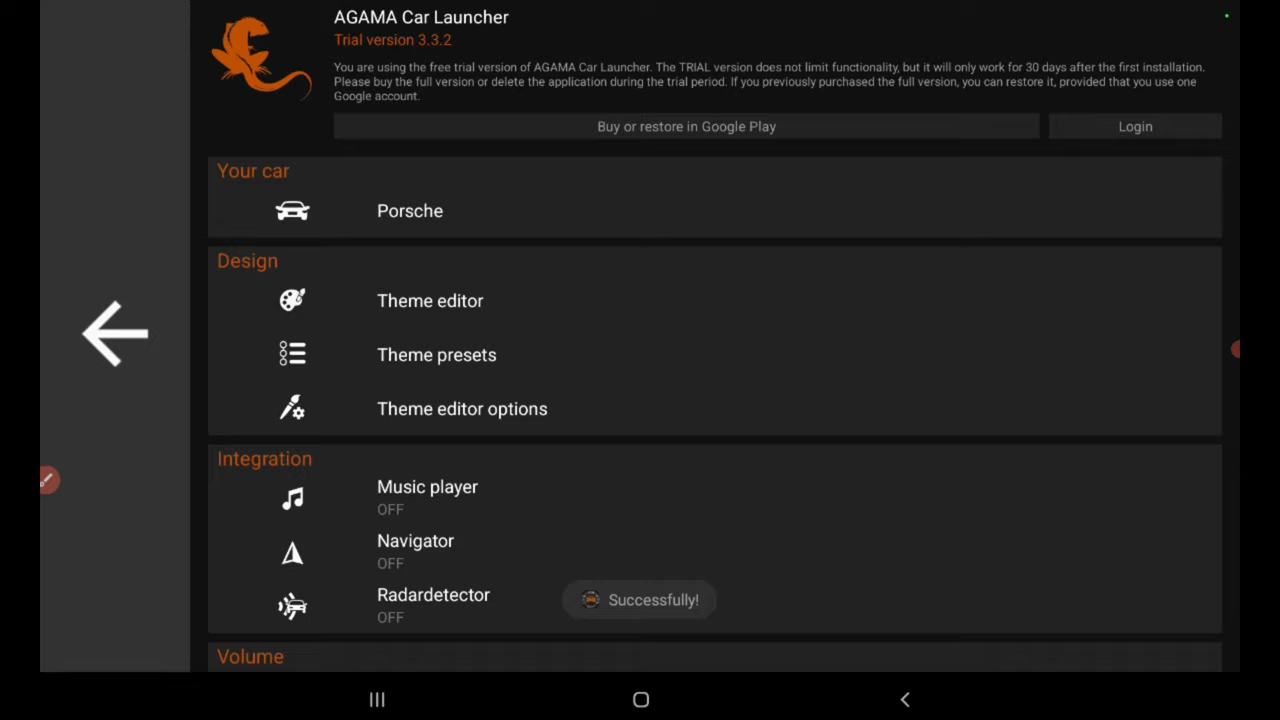 AGAMA Car Launcher
Trial version 3.3.2
You are using the free trial version of AGAMA Car Launcher. The TRIAL version does not limit functionality, but it will only work for 30 days after the first installation.
Please buy the full version or delete the application during the trial period. If you previously purchased the full version, you can restore it, provided that you use one
Google account.
Buy or restore in Google Play
Login
Your car
Porsche
Design
Theme editor
Theme presets
Theme editor options
Integration
Music player
OFF
Navigator
OFF
Radardetector
OFF
Successfully!
Volume